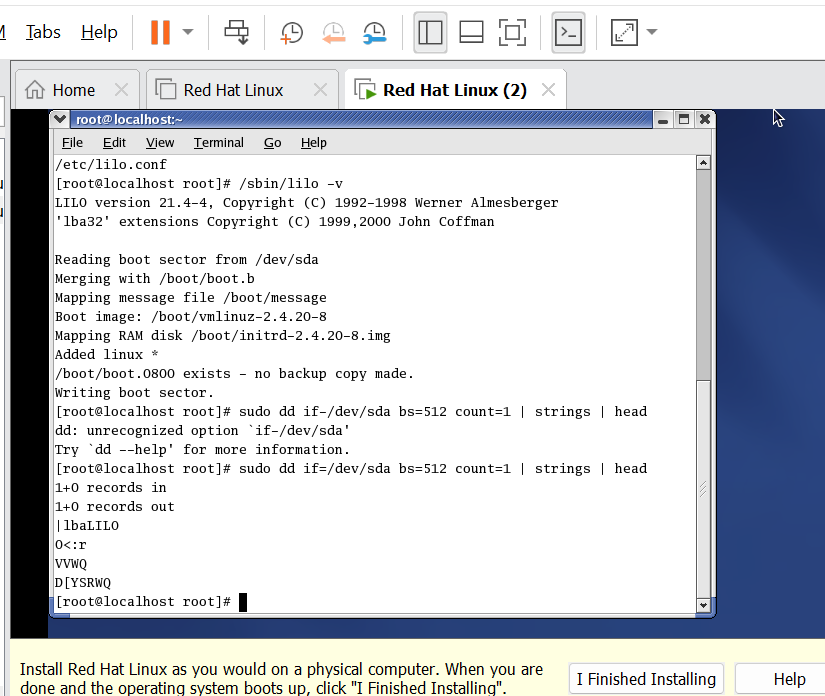 Tabs Help
Home Red Hat Linux Red Hat Linux (2)
root@localhost:~
File Edit View Terminal Go Help
/etc/lilo.conf
[root@localhost root]# /sbin/lilo -v
LILO version 21.4-4, Copyright (C) 1992-1998 Werner Almesberger
'lba32' extensions Copyright (C) 1999,2000 John Coffman
Reading boot sector from /dev/sda
Merging with /boot/boot.b
Mapping message file /boot/message
Boot image: /boot/vmlinuz-2.4.20-8
Mapping RAM disk /boot/initrd-2.4.20-8.img
Added linux *
/boot/boot.0800 exists - no backup copy made.
Writing boot sector.
[root@localhost root]# sudo dd if-/dev/sda bs=512 count=1 | strings | head
dd: unrecognized option `if-/dev/sda'
Try `dd --help' for more information.
[root@localhost root]# sudo dd if=/dev/sda bs=512 count=1 | strings | head
1+0 records in
1+0 records out
|lbaLILO
O<:r
VVWQ
D[YSRWQ
[root@localhost root]#
Install Red Hat Linux as you would on a physical computer. When you are
done and the operating system boots up, click "I Finished Installing".
I Finished Installing
Help